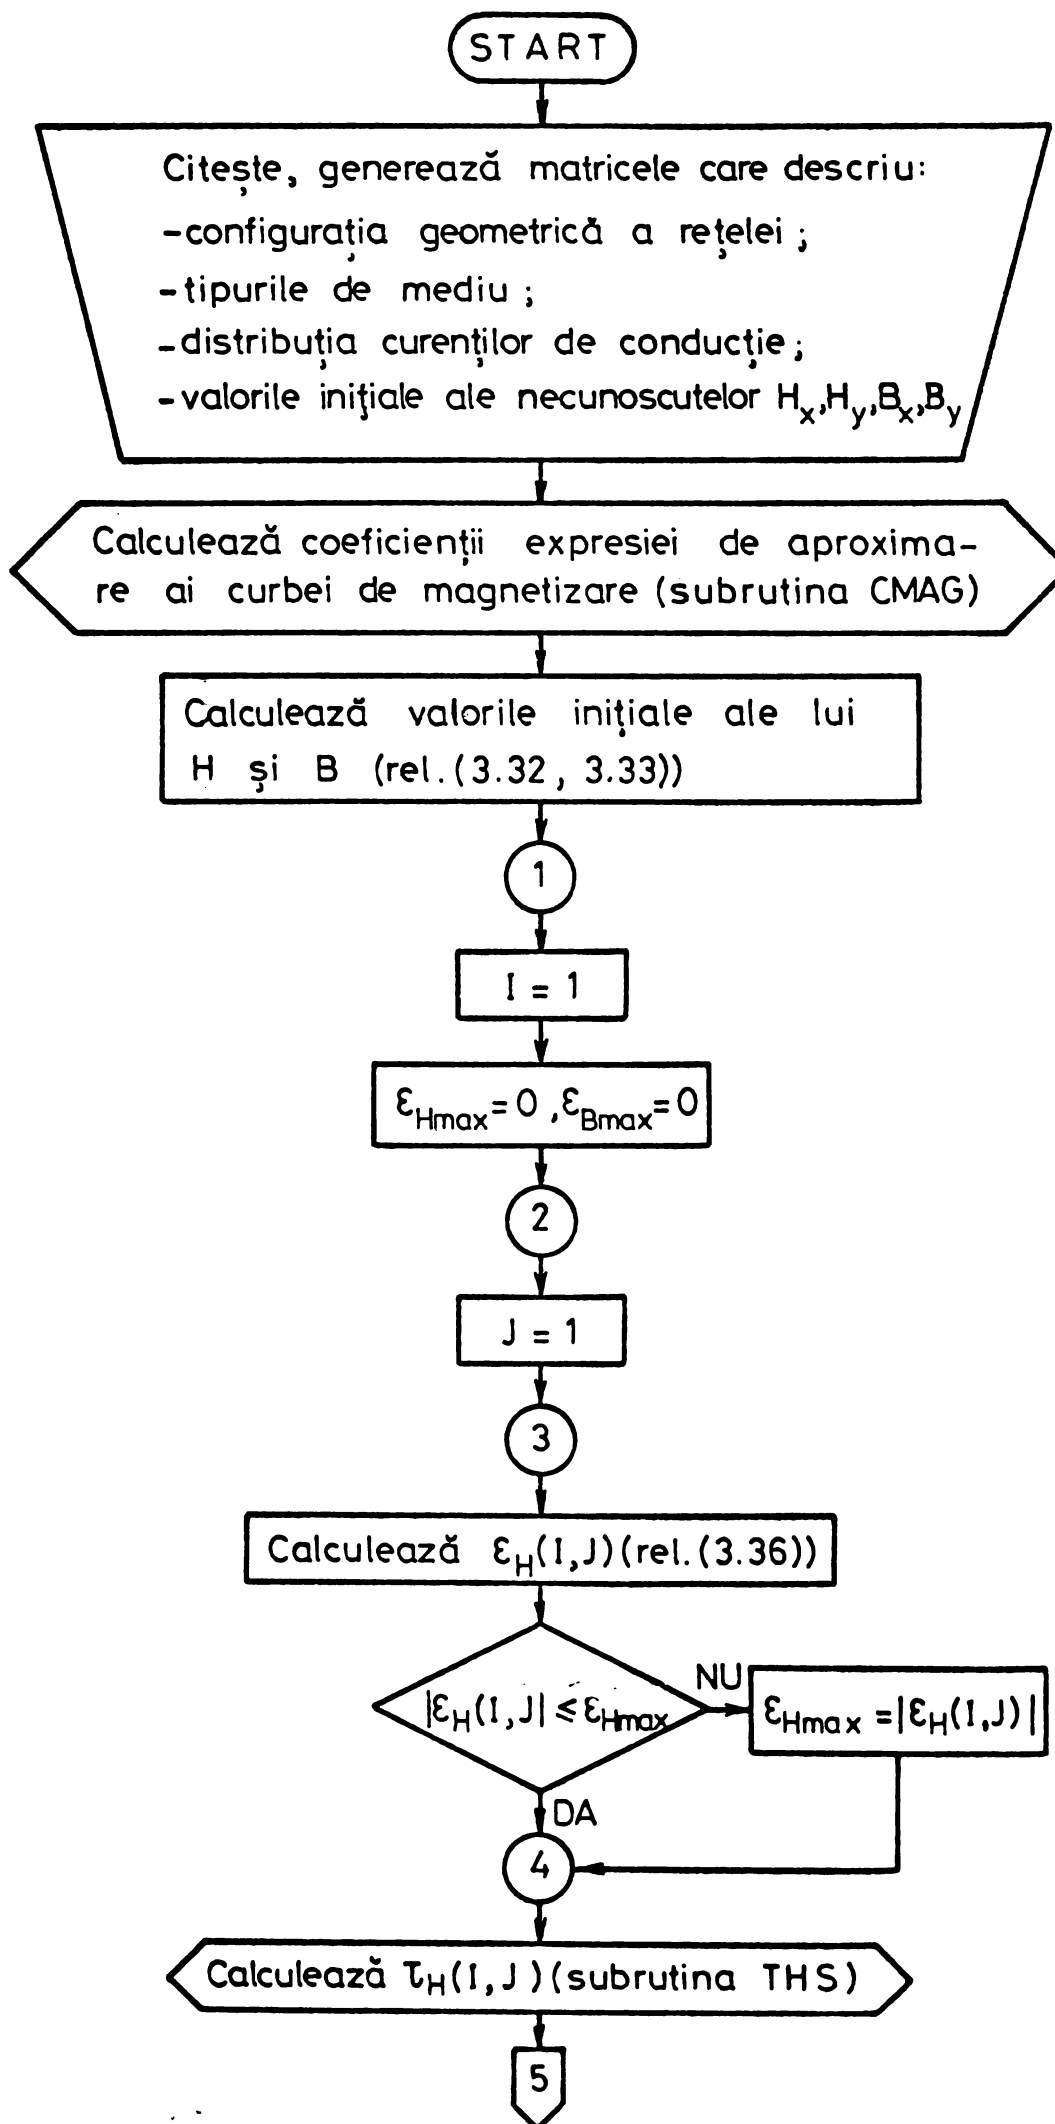 START
Citește, generează matricele care descriu:
-configurația geometrică a rețelei ;
-tipurile de mediu ;
-distribuția curenților de conducție ;
-valorile inițiale ale necunoscutelor Hx,Hy,Bx,By
Calculează coeficienții expresiei de aproxima-
re ai curbei de magnetizare (subrutina CMAG)
Calculează valorile inițiale ale lui
H și B (rel.(3.32, 3.33))
1
I = 1
εHmax=0 ,εBmax=0
2
J = 1
3
Calculează εH(I,J)(rel.(3.36))
|εH(I,J| ≤ εHmax
NU
εHmax =|εH(I,J)|
DA
4
Calculează τH(I,J)(subrutina THS)
5